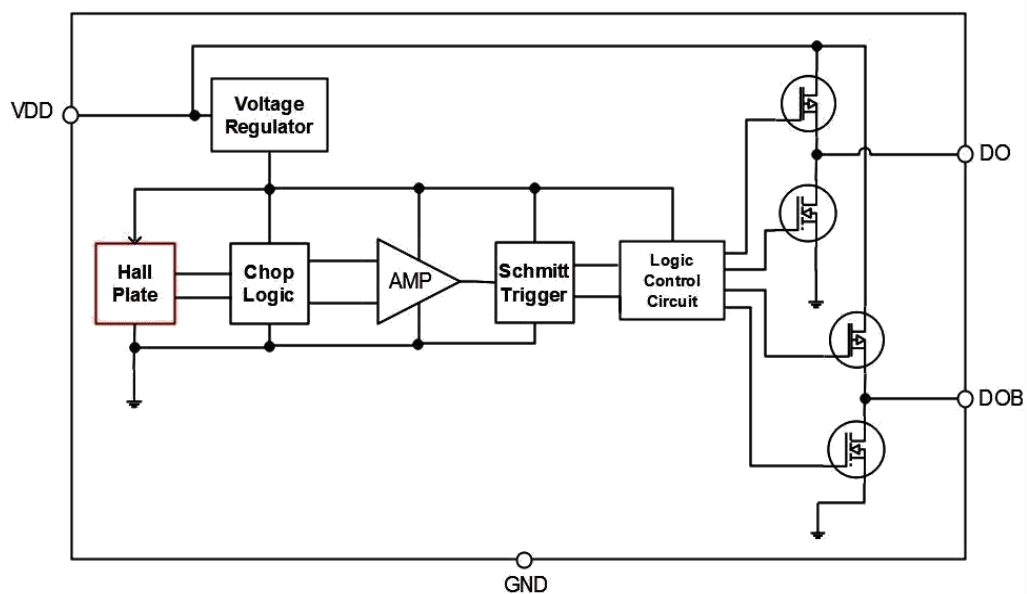 VDD
Voltage
Regulator
DO
Hall
Plate
Chop
Logic
AMP
Schmitt
Trigger
Logic
Control
Circuit
DOB
GND